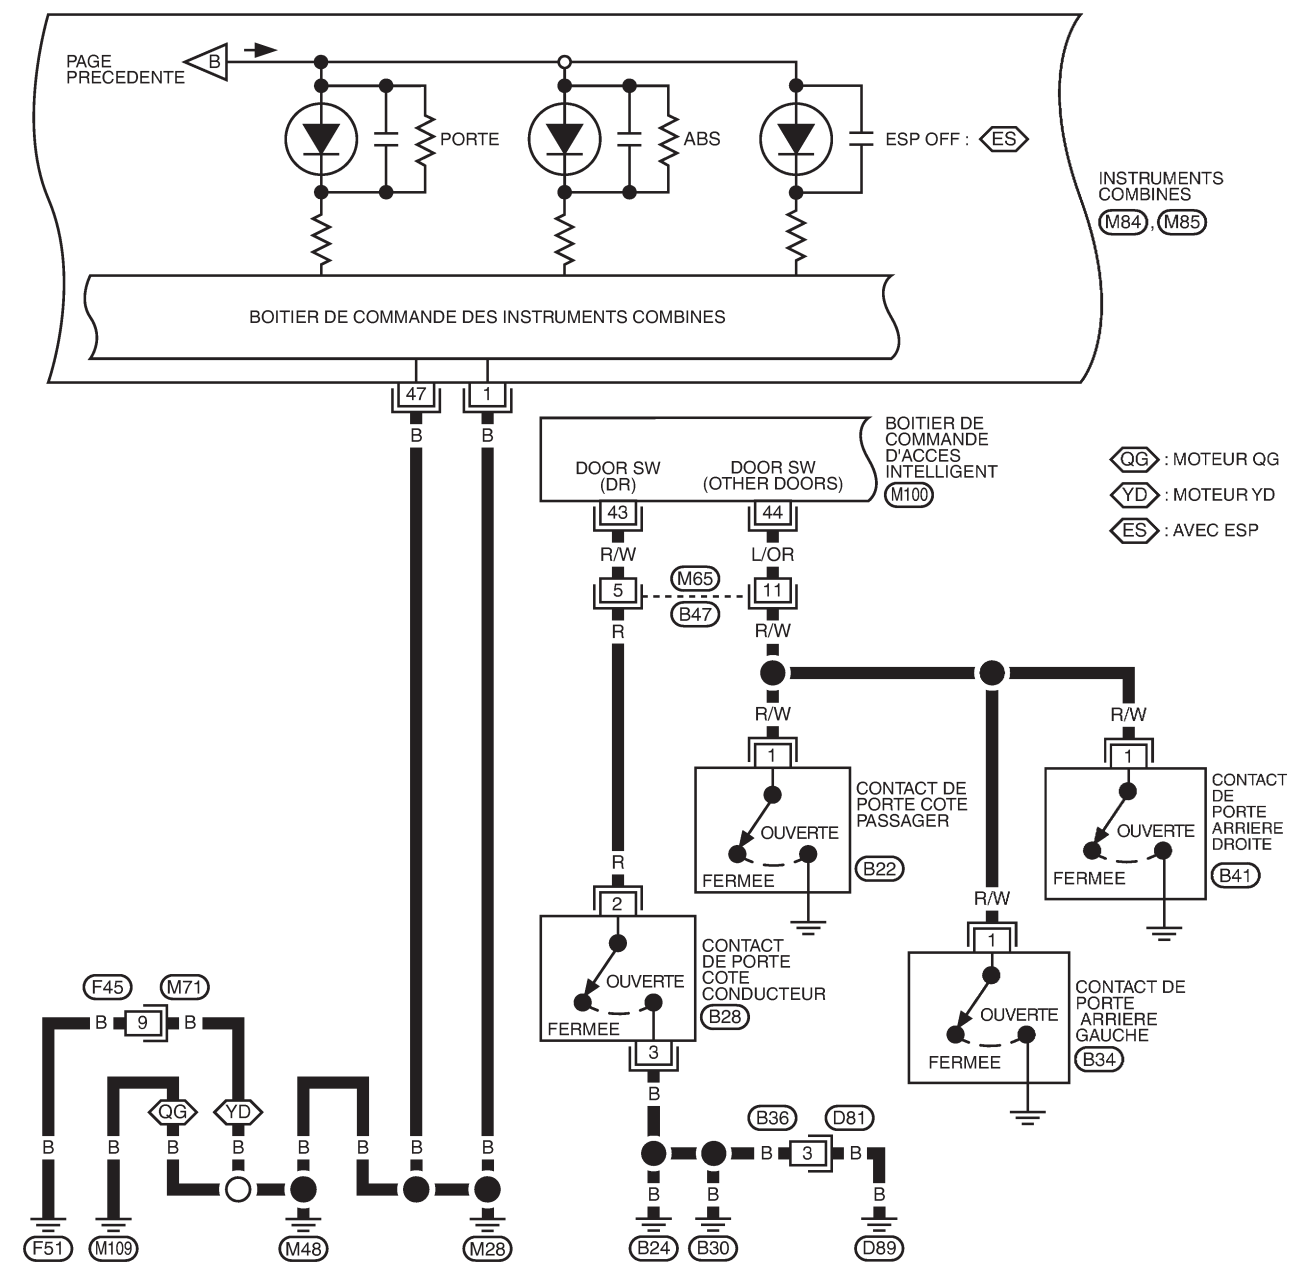 PAGE
PRECEDENTE
B
PORTE
ABS
ESP OFF : ES
INSTRUMENTS
COMBINES
M84 , M85
BOITIER DE COMMANDE DES INSTRUMENTS COMBINES
47
1
B
B
BOITIER DE
COMMANDE
D'ACCES
INTELLIGENT
M100
DOOR SW
(DR)
DOOR SW
(OTHER DOORS)
QG : MOTEUR QG
YD : MOTEUR YD
ES : AVEC ESP
43
44
R/W
L/OR
5
M65
B47
11
R
R/W
R/W
R/W
1
OUVERTE
FERMEE
CONTACT DE
PORTE COTE
PASSAGER
B22
1
OUVERTE
FERMEE
CONTACT
DE
PORTE
ARRIERE
DROITE
B41
R
2
OUVERTE
FERMEE
CONTACT
DE PORTE
COTE
CONDUCTEUR
B28
3
R/W
1
OUVERTE
FERMEE
CONTACT DE
PORTE
ARRIERE
GAUCHE
B34
F45
M71
B
9
B
QG
YD
B
B
B
B
B
B
B
B
B
B36
D81
B
3
B
B
B
B
F51
M109
M48
M28
B24
B30
D89